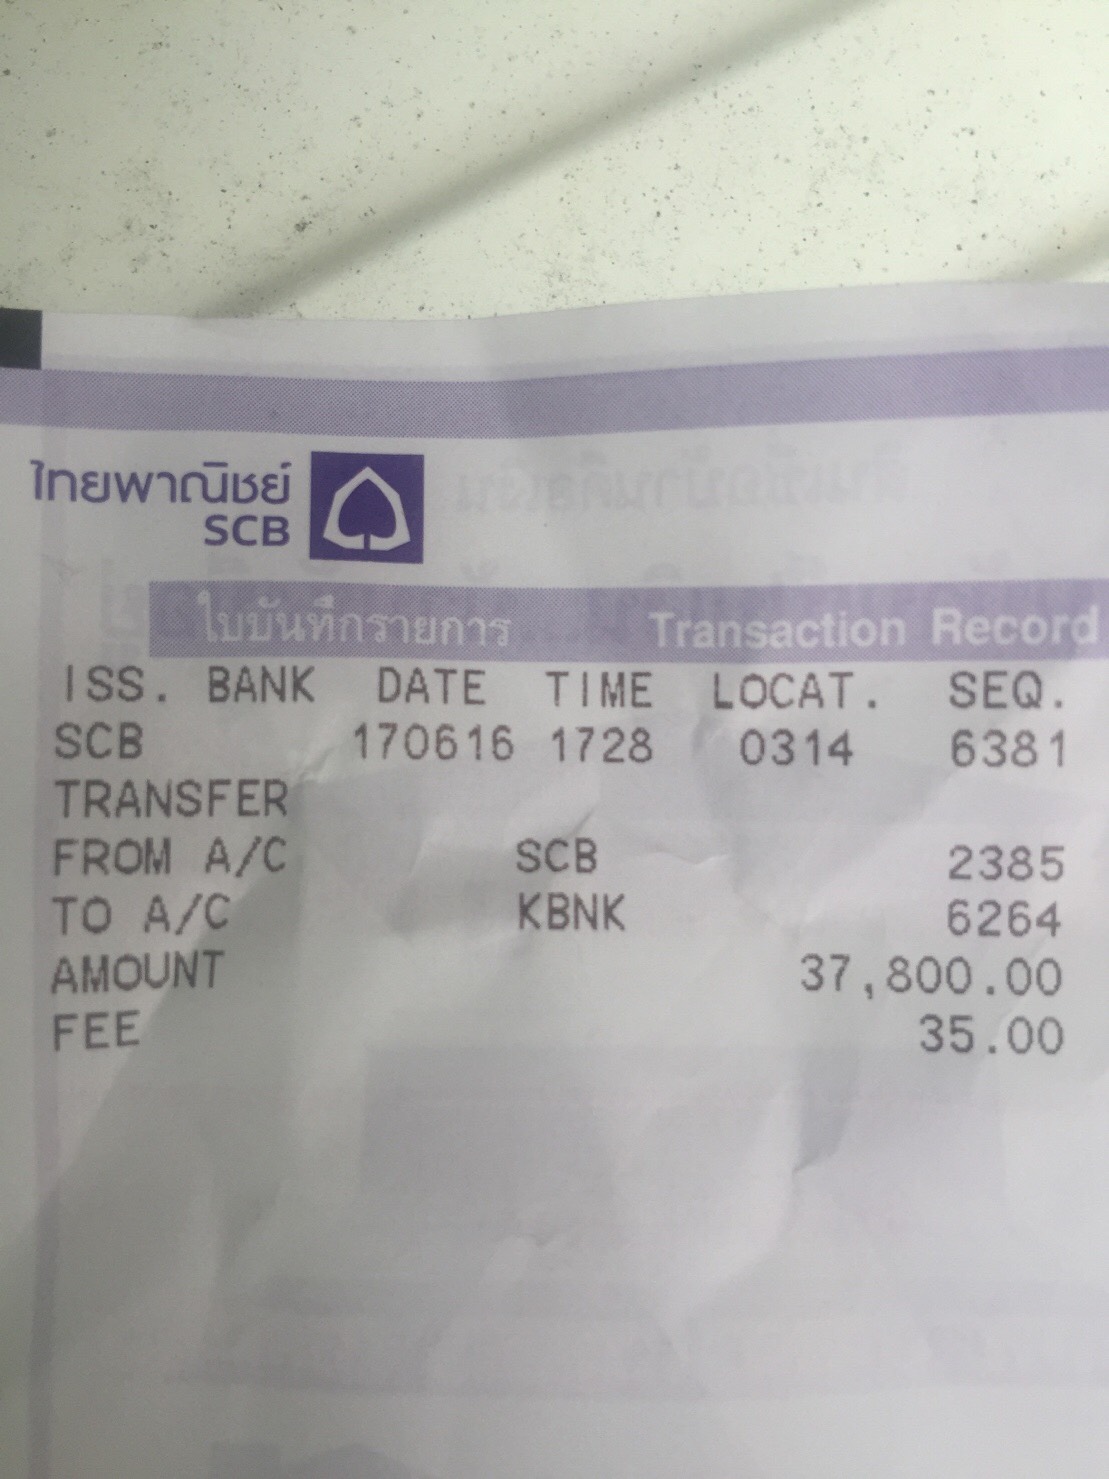 ไทยพาณิชย์
SCB
ใบบันทึกรายการ Transaction Record
ISS. BANK DATE TIME LOCAT. SEQ.
SCB 170616 1728 0314 6381
TRANSFER
FROM A/C SCB 2385
TO A/C KBNK 6264
AMOUNT 37,800.00
FEE 35.00